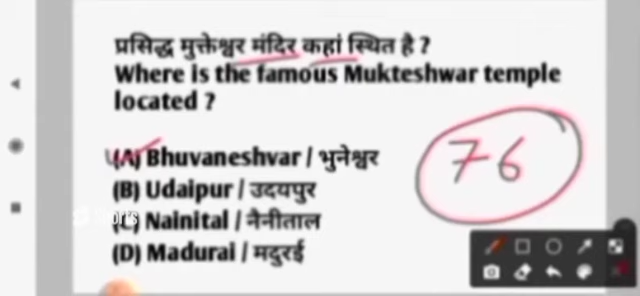 प्रसिद्ध मुक्तेश्वर मंदिर कहां स्थित है ?
Where is the famous Mukteshwar temple
located ?
(A) Bhuvaneshvar / भुनेश्वर
(B) Udaipur / उदयपुर
(C) Nainital / नैनीताल
(D) Madurai / मदुरई
76